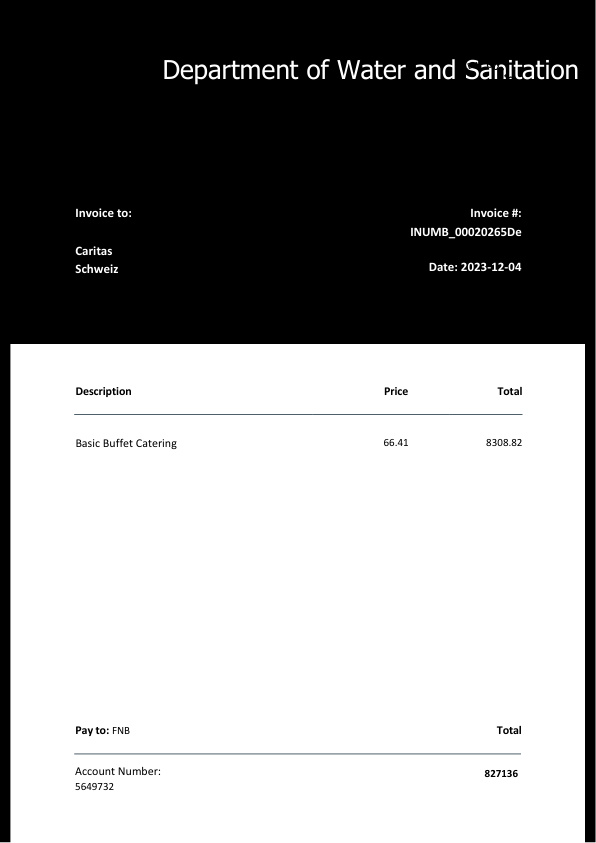 Department of Water and Sanitation
Invoice to:
Invoice #:
INUMB_00020265De
Caritas
Schweiz
Date: 2023-12-04
Description Price Total
Basic Buffet Catering 66.41 8308.82
Pay to: FNB Total
Account Number:
5649732
827136